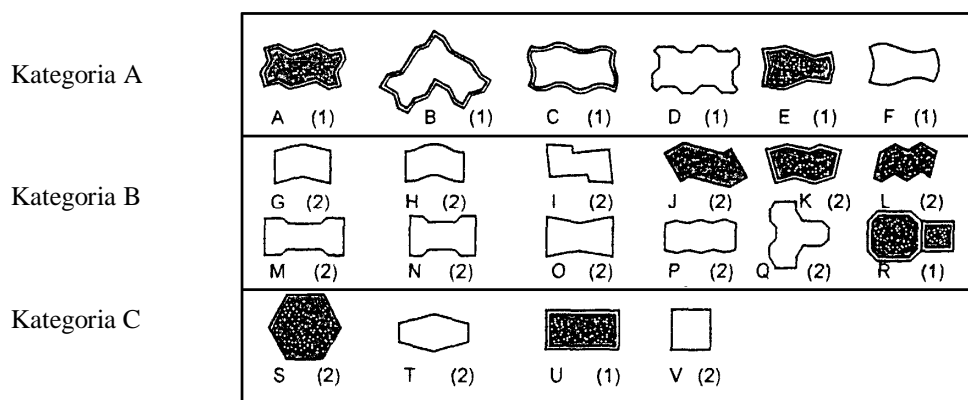 Kategoria A
A (1) B (1) C (1) D (1) E (1) F (1)
Kategoria B
G (2) H (2) I (2) J (2) K (2) L (2)
M (2) N (2) O (2) P (2) Q (2) R (1)
Kategoria C
S (2) T (2) U (1) V (2)